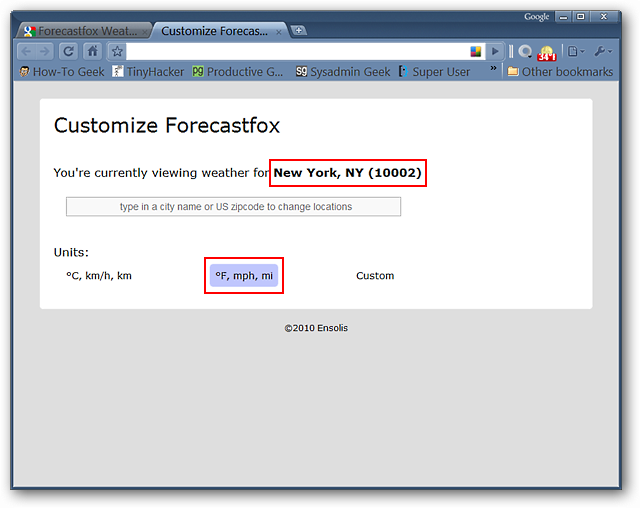 Google
Forecastfox Weat...
Customize Forecas...
How-To Geek
TinyHacker
pg Productive G...
SG Sysadmin Geek
Super User
»
Other bookmarks
Customize Forecastfox
You're currently viewing weather for New York, NY (10002)
type in a city name or US zipcode to change locations
Units:
°C, km/h, km
°F, mph, mi
Custom
©2010 Ensolis